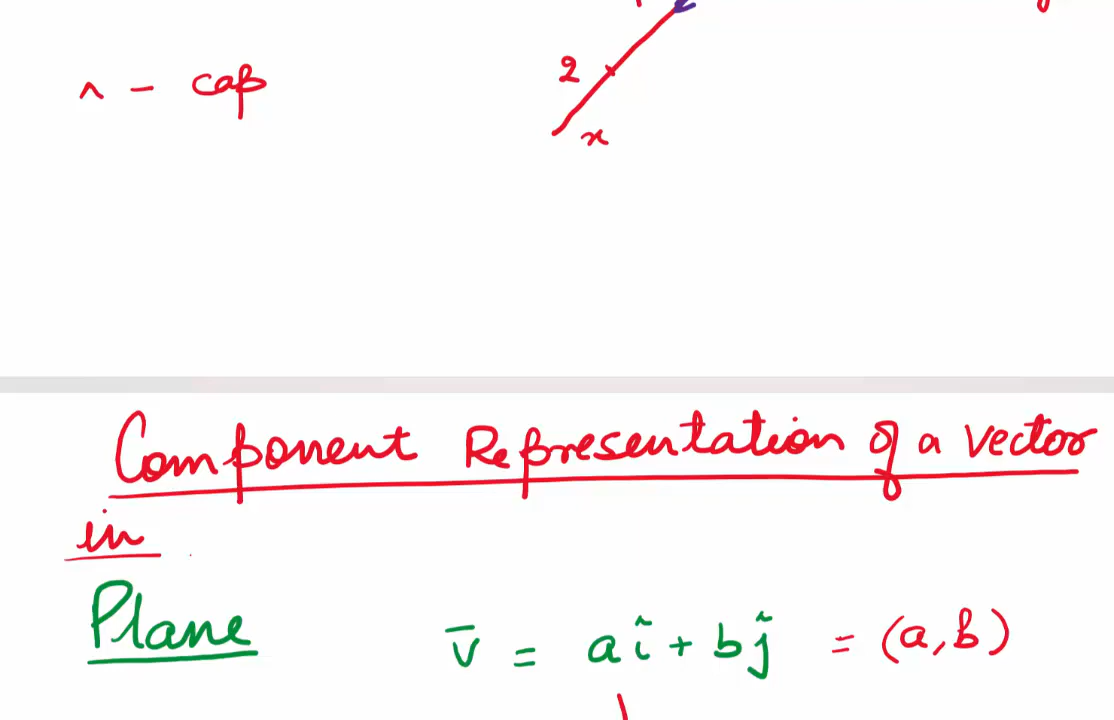 ^ - cap
2
x
Component Representation of a Vector
in
Plane
v̄ = aî + bĵ = (a,b)